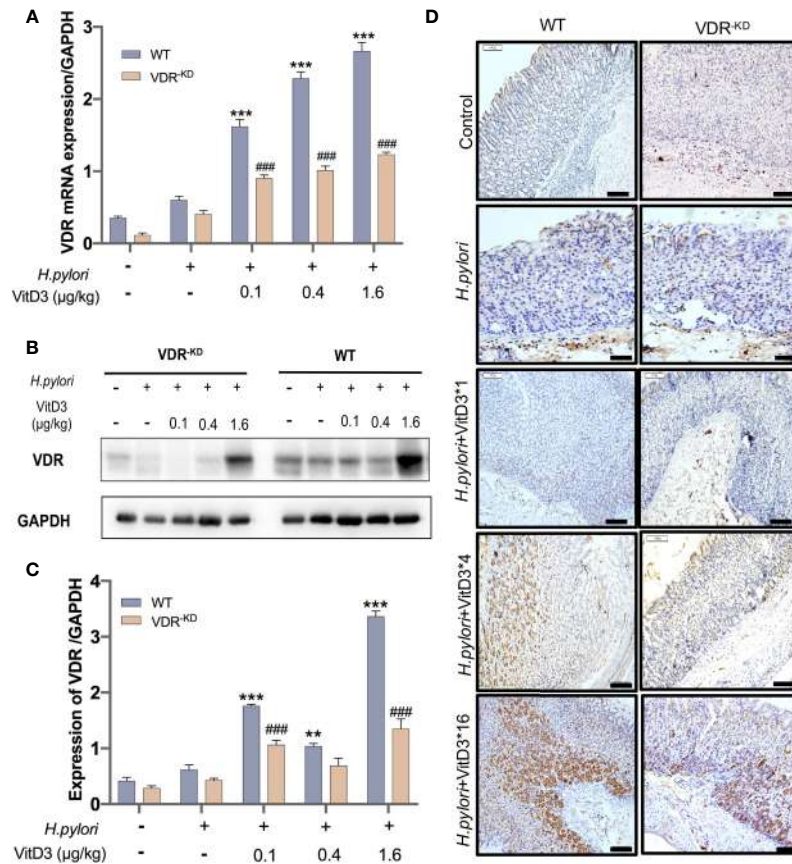 A
VDR mRNA expression/GAPDH
3
2
1
0
WT
VDR-KD
***
***
***
###
###
###
H.pylori - + + + +
VitD3 (μg/kg) - - 0.1 0.4 1.6
B
VDR-KD WT
H.pylori - + + + + - + + + +
VitD3 (μg/kg) - - 0.1 0.4 1.6 - - 0.1 0.4 1.6
VDR
GAPDH
C
Expression of VDR /GAPDH
4
3
2
1
0
WT
VDR-KD
***
###
**
***
###
H.pylori - + + + +
VitD3 (μg/kg) - - 0.1 0.4 1.6
D
WT VDR-KD
Control
H.pylori
H.pylori+VitD3*1
H.pylori+VitD3*4
H.pylori+VitD3*16